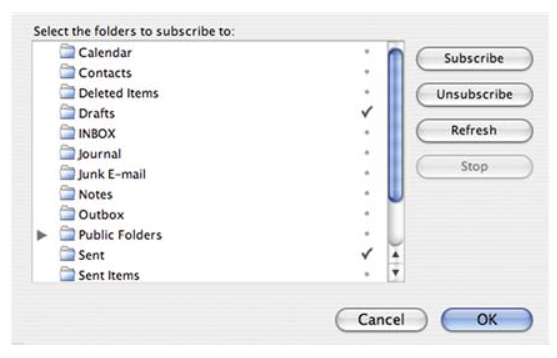 Select the folders to subscribe to:
Calendar
Contacts
Deleted Items
Drafts
INBOX
Journal
Junk E-mail
Notes
Outbox
Public Folders
Sent
Sent Items
Subscribe
Unsubscribe
Refresh
Stop
Cancel OK